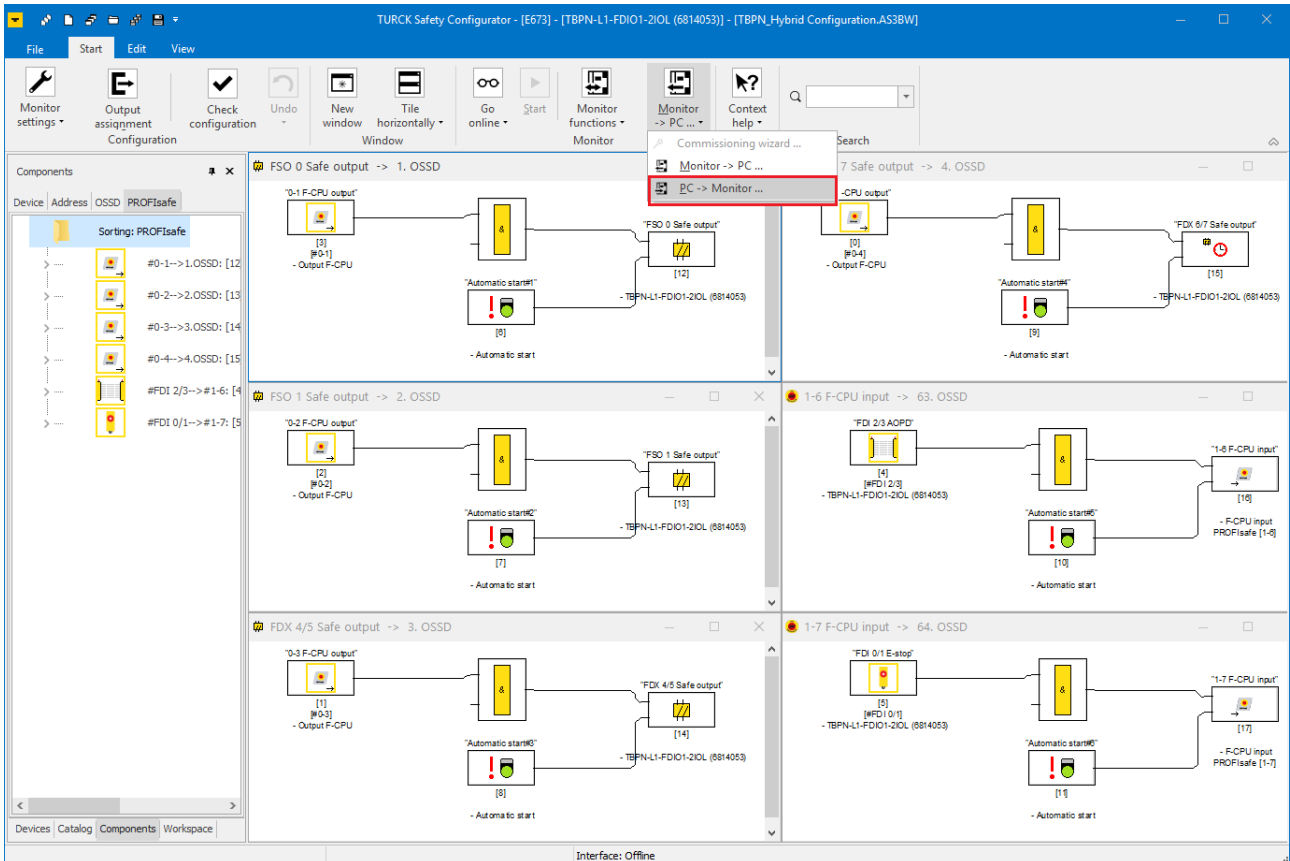 TURCK Safety Configurator - [E673] - [TBPN-L1-FDIO1-2IOL (6814053)] - [TBPN_Hybrid Configuration.AS3BW]
File Start Edit View
Monitor settings
Output assignment
Check configuration
Undo
New window
Tile horizontally
Go online
Start
Monitor functions
Monitor -> PC ...
Context help
Configuration
Window
Monitor
Search
Commissioning wizard ...
Monitor -> PC ...
PC -> Monitor ...
Components
Device Address OSSD PROFIsafe
Sorting: PROFIsafe
#0-1-->1.OSSD: [12
#0-2-->2.OSSD: [13
#0-3-->3.OSSD: [14
#0-4-->4.OSSD: [15
#FDI 2/3-->#1-6: [4
#FDI 0/1-->#1-7: [5
Devices Catalog Components Workspace
FSO 0 Safe output -> 1. OSSD
"0-1 F-CPU output"
[3]
[#0-1]
- Output F-CPU
&
"FSO 0 Safe output"
[12]
- TBPN-L1-FDIO1-2IOL (6814053)
"Automatic start#1"
[6]
- Automatic start
7 Safe output -> 4. OSSD
-CPU output"
[0]
[#0-4]
- Output F-CPU
&
"FDX 6/7 Safe output"
[15]
- TBPN-L1-FDIO1-2IOL (6814053)
"Automatic start#4"
[9]
- Automatic start
FSO 1 Safe output -> 2. OSSD
"0-2 F-CPU output"
[2]
[#0-2]
- Output F-CPU
&
"FSO 1 Safe output"
[13]
- TBPN-L1-FDIO1-2IOL (6814053)
"Automatic start#2"
[7]
- Automatic start
1-6 F-CPU input -> 63. OSSD
"FDI 2/3 AOPD"
[4]
[#FDI 2/3]
- TBPN-L1-FDIO1-2IOL (6814053)
&
"1-6 F-CPU input"
[16]
- F-CPU input
PROFIsafe [1-6]
"Automatic start#5"
[10]
- Automatic start
FDX 4/5 Safe output -> 3. OSSD
"0-3 F-CPU output"
[1]
[#0-3]
- Output F-CPU
&
"FDX 4/5 Safe output"
[14]
- TBPN-L1-FDIO1-2IOL (6814053)
"Automatic start#3"
[8]
- Automatic start
1-7 F-CPU input -> 64. OSSD
"FDI 0/1 E-stop"
[5]
[#FDI 0/1]
- TBPN-L1-FDIO1-2IOL (6814053)
&
"1-7 F-CPU input"
[17]
- F-CPU input
PROFIsafe [1-7]
"Automatic start#6"
[11]
- Automatic start
Interface: Offline